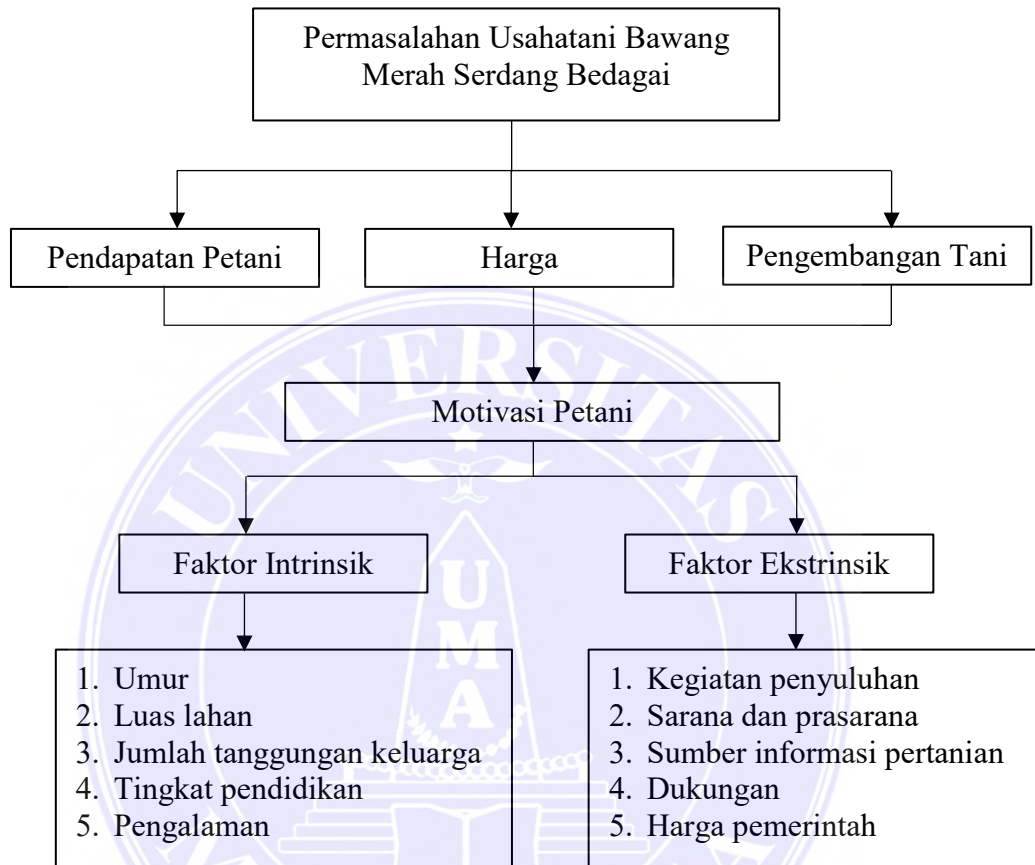 Permasalahan Usahatani Bawang
Merah Serdang Bedagai
Pendapatan Petani
Harga
Pengembangan Tani
Motivasi Petani
Faktor Intrinsik
Faktor Ekstrinsik
1. Umur
2. Luas lahan
3. Jumlah tanggungan keluarga
4. Tingkat pendidikan
5. Pengalaman
1. Kegiatan penyuluhan
2. Sarana dan prasarana
3. Sumber informasi pertanian
4. Dukungan
5. Harga pemerintah
UNIVERSITAS
UMA